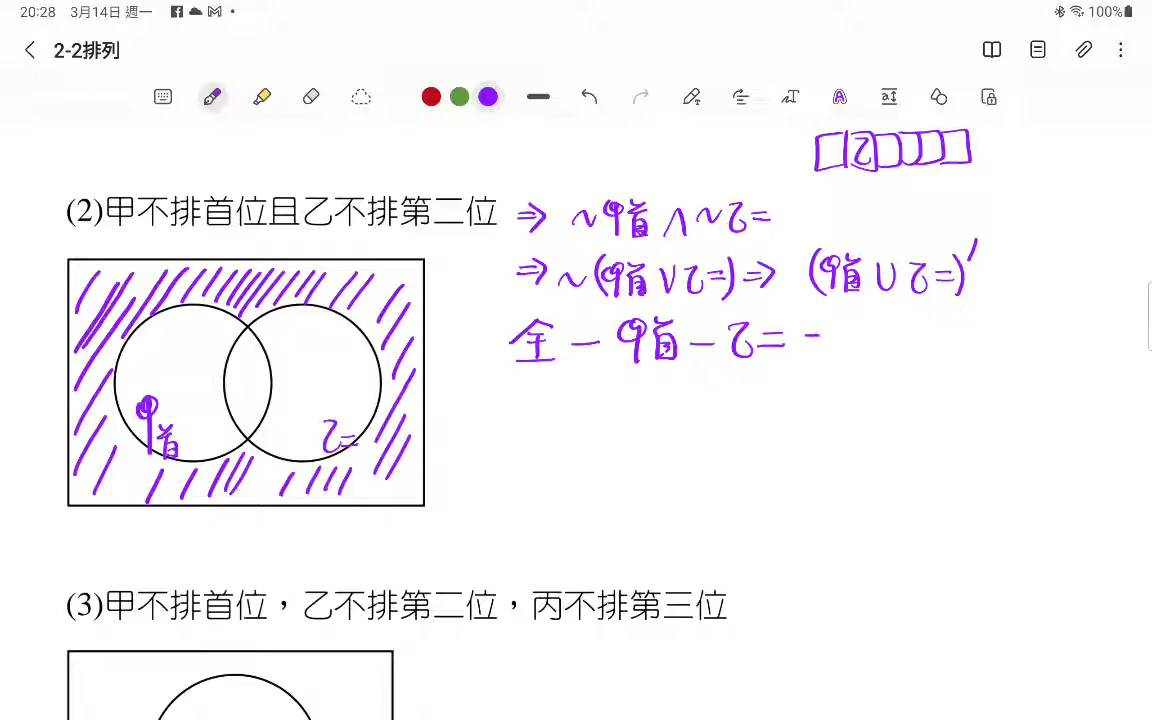 20:28 3月14日 週一 100%
2-2排列
乙
(2)甲不排首位且乙不排第二位 ⇒ ~甲首 ∧ ~乙二
⇒ ~(甲首 ∨ 乙二) ⇒ (甲首 ∪ 乙二)'
全 - 甲首 - 乙二 -
甲首 乙二
(3)甲不排首位，乙不排第二位，丙不排第三位